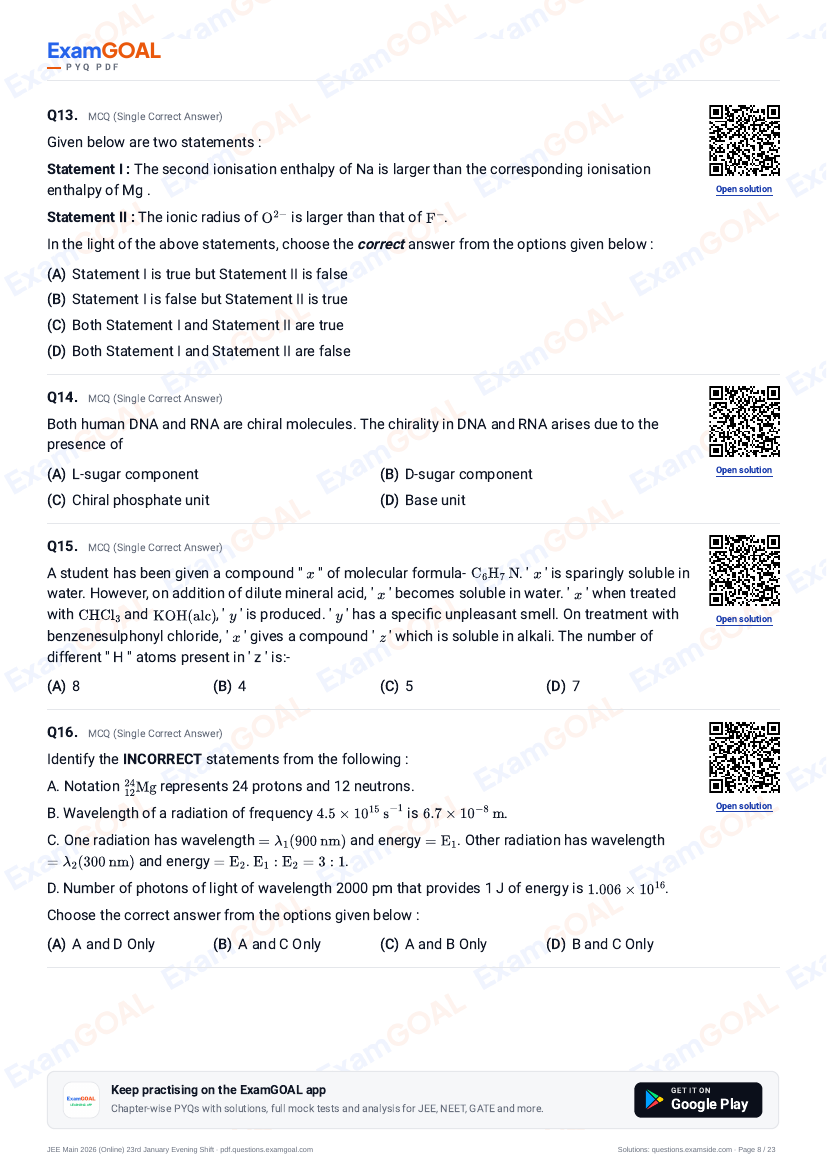 ExamGOAL
PYQ PDF
Q13. MCQ (Single Correct Answer)
Given below are two statements :
Statement I : The second ionisation enthalpy of Na is larger than the corresponding ionisation
enthalpy of Mg .
Statement II : The ionic radius of O²⁻ is larger than that of F⁻.
In the light of the above statements, choose the correct answer from the options given below :
(A) Statement I is true but Statement II is false
(B) Statement I is false but Statement II is true
(C) Both Statement I and Statement II are true
(D) Both Statement I and Statement II are false
Open solution
Q14. MCQ (Single Correct Answer)
Both human DNA and RNA are chiral molecules. The chirality in DNA and RNA arises due to the
presence of
(A) L-sugar component (B) D-sugar component
(C) Chiral phosphate unit (D) Base unit
Open solution
Q15. MCQ (Single Correct Answer)
A student has been given a compound " x " of molecular formula- C₆H₇ N. ' x ' is sparingly soluble in
water. However, on addition of dilute mineral acid, ' x ' becomes soluble in water. ' x ' when treated
with CHCl₃ and KOH(alc), ' y ' is produced. ' y ' has a specific unpleasant smell. On treatment with
benzenesulphonyl chloride, ' x ' gives a compound ' z ' which is soluble in alkali. The number of
different " H " atoms present in ' z ' is:-
(A) 8 (B) 4 (C) 5 (D) 7
Open solution
Q16. MCQ (Single Correct Answer)
Identify the INCORRECT statements from the following :
A. Notation ²⁴₁₂Mg represents 24 protons and 12 neutrons.
B. Wavelength of a radiation of frequency 4.5 × 10¹⁵ s⁻¹ is 6.7 × 10⁻⁸ m.
C. One radiation has wavelength = λ₁(900 nm) and energy = E₁. Other radiation has wavelength
= λ₂(300 nm) and energy = E₂. E₁ : E₂ = 3 : 1.
D. Number of photons of light of wavelength 2000 pm that provides 1 J of energy is 1.006 × 10¹⁶.
Choose the correct answer from the options given below :
(A) A and D Only (B) A and C Only (C) A and B Only (D) B and C Only
Open solution
Keep practising on the ExamGOAL app
Chapter-wise PYQs with solutions, full mock tests and analysis for JEE, NEET, GATE and more.
GET IT ON
Google Play
JEE Main 2026 (Online) 23rd January Evening Shift · pdf.questions.examgoal.com
Solutions: questions.examside.com · Page 8 / 23